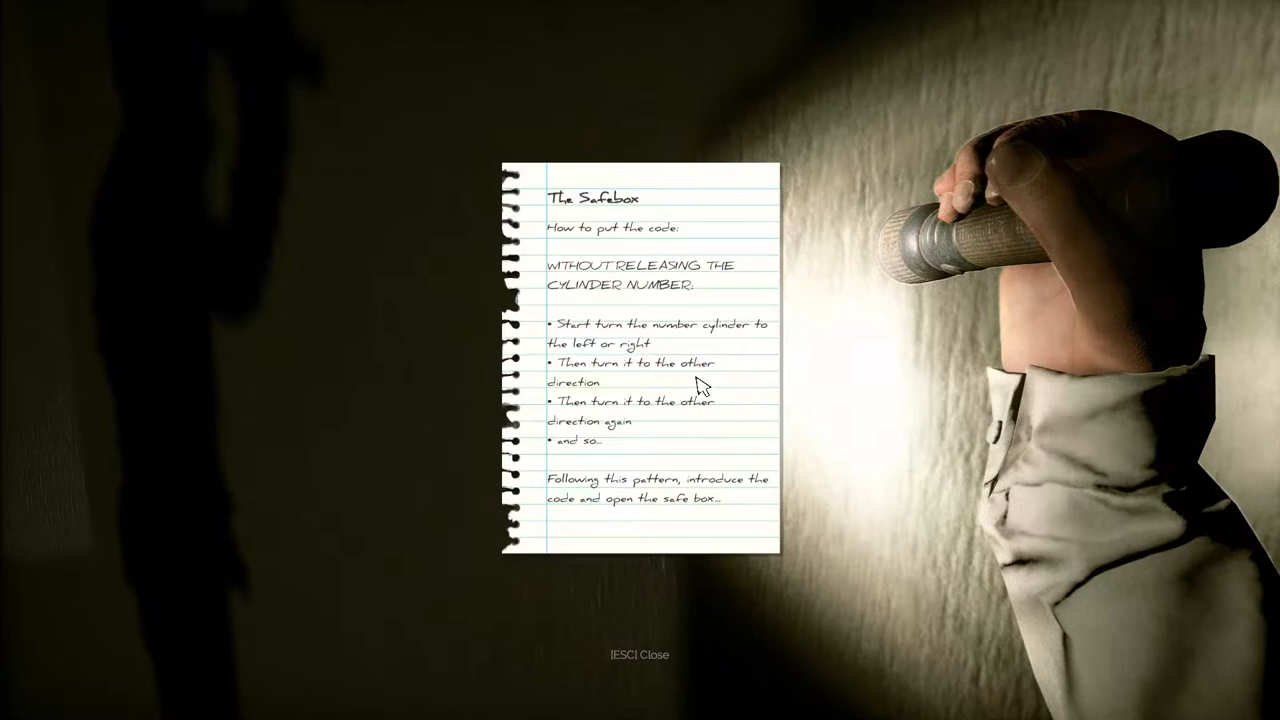 The Safebox
How to put the code:
WITHOUT RELEASING THE
CYLINDER NUMBER:
• Start turn the number cylinder to
the left or right
• Then turn it to the other
direction
• Then turn it to the other
direction again
• and so...
Following this pattern, introduce the
code and open the safe box...
[ESC] Close